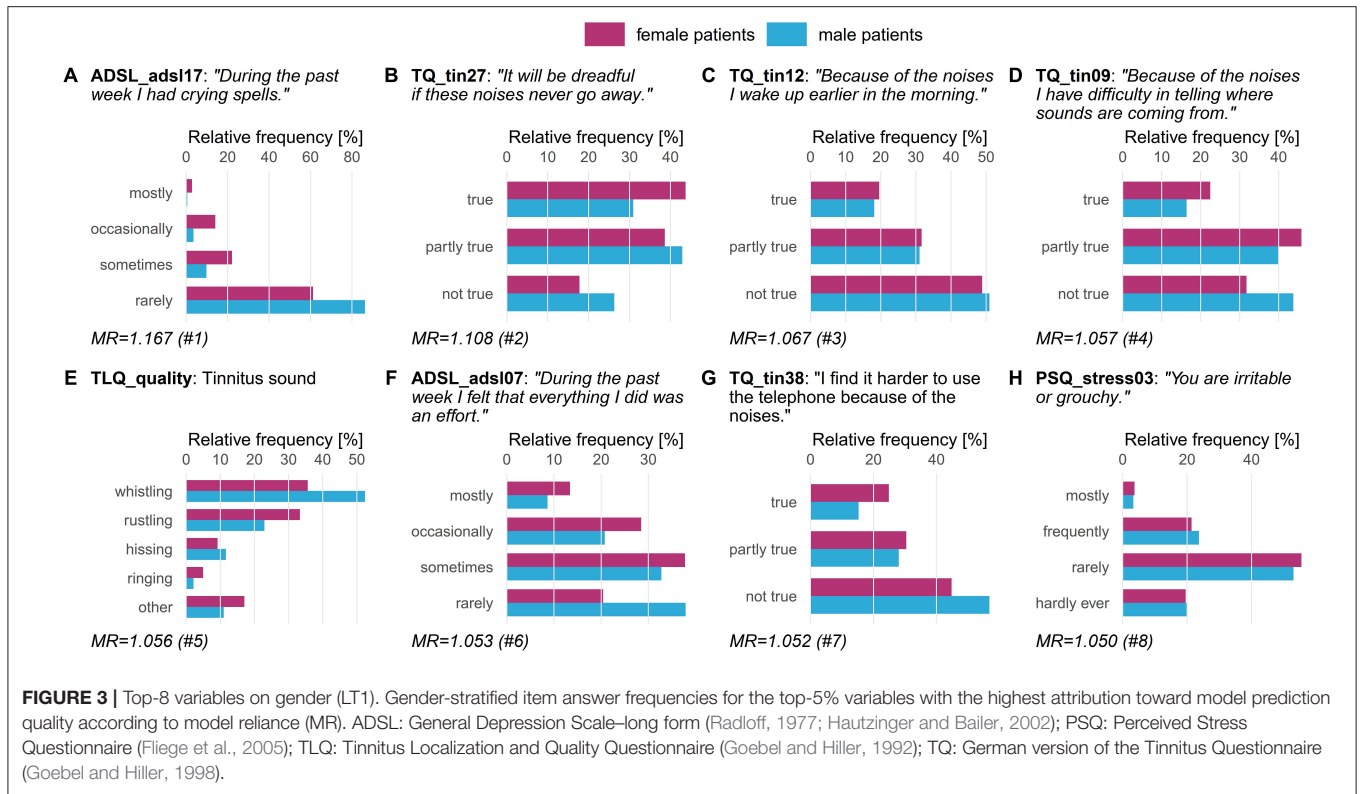 female patients male patients
A ADSL_adsl17: "During the past
week I had crying spells."
Relative frequency [%]
0 20 40 60 80
mostly
occasionally
sometimes
rarely
MR=1.167 (#1)
B TQ_tin27: "It will be dreadful
if these noises never go away."
Relative frequency [%]
0 10 20 30 40
true
partly true
not true
MR=1.108 (#2)
C TQ_tin12: "Because of the noises
I wake up earlier in the morning."
Relative frequency [%]
0 10 20 30 40 50
true
partly true
not true
MR=1.067 (#3)
D TQ_tin09: "Because of the noises
I have difficulty in telling where
sounds are coming from."
Relative frequency [%]
0 10 20 30 40
true
partly true
not true
MR=1.057 (#4)
E TLQ_quality: Tinnitus sound
Relative frequency [%]
0 10 20 30 40 50
whistling
rustling
hissing
ringing
other
MR=1.056 (#5)
F ADSL_adsl07: "During the past
week I felt that everything I did was
an effort."
Relative frequency [%]
0 10 20 30
mostly
occasionally
sometimes
rarely
MR=1.053 (#6)
G TQ_tin38: "I find it harder to use
the telephone because of the
noises."
Relative frequency [%]
0 20 40
true
partly true
not true
MR=1.052 (#7)
H PSQ_stress03: "You are irritable
or grouchy."
Relative frequency [%]
0 20 40
mostly
frequently
rarely
hardly ever
MR=1.050 (#8)
FIGURE 3 | Top-8 variables on gender (LT1). Gender-stratified item answer frequencies for the top-5% variables with the highest attribution toward model prediction
quality according to model reliance (MR). ADSL: General Depression Scale–long form (Radloff, 1977; Hautzinger and Bailer, 2002); PSQ: Perceived Stress
Questionnaire (Fliege et al., 2005); TLQ: Tinnitus Localization and Quality Questionnaire (Goebel and Hiller, 1992); TQ: German version of the Tinnitus Questionnaire
(Goebel and Hiller, 1998).